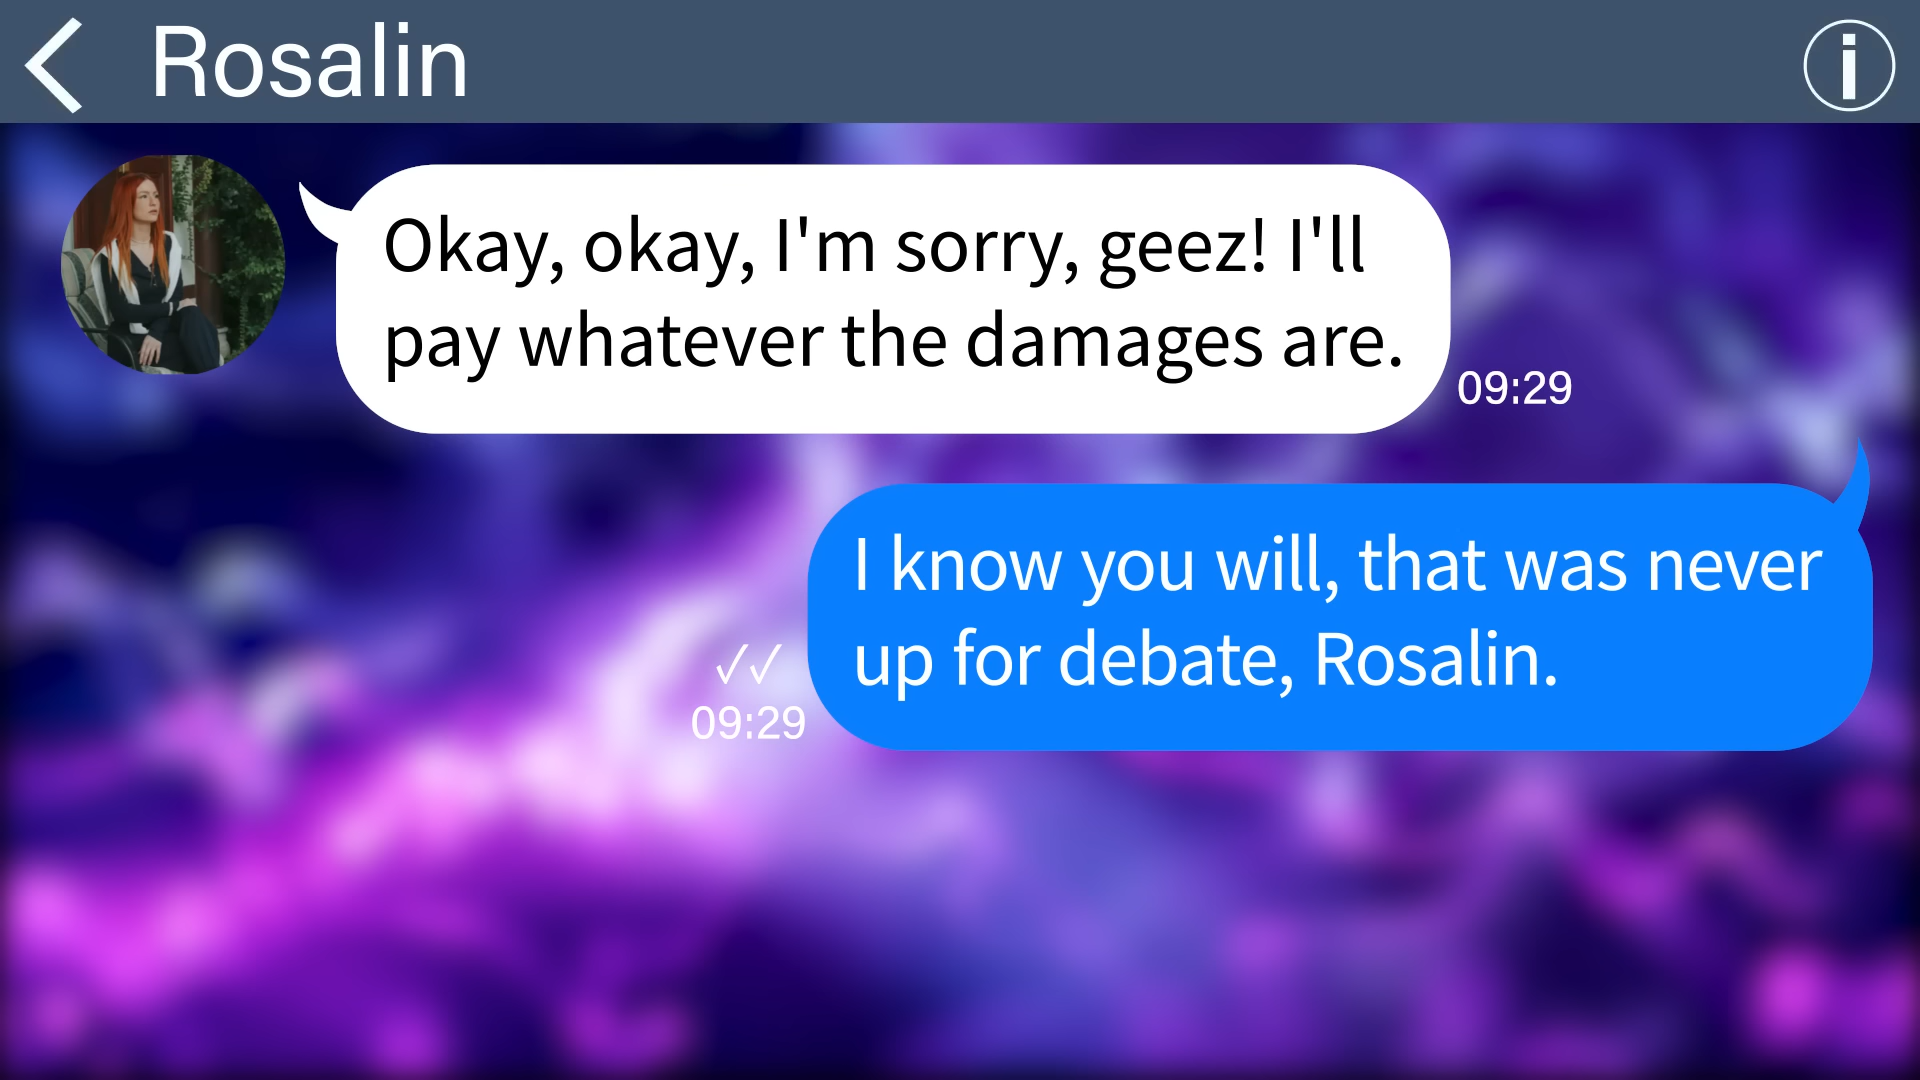 Rosalin
Okay, okay, I'm sorry, geez! I'll
pay whatever the damages are.
09:29
I know you will, that was never
up for debate, Rosalin.
✓✓
09:29